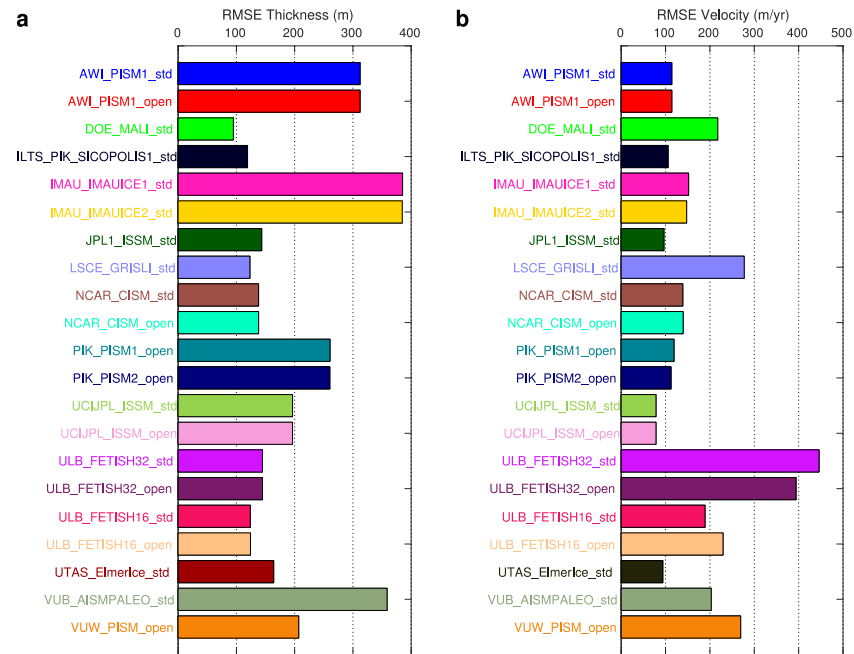 a
RMSE Thickness (m)
0 100 200 300 400
AWI_PISM1_std
AWI_PISM1_open
DOE_MALI_std
ILTS_PIK_SICOPOLIS1_std
IMAU_IMAUICE1_std
IMAU_IMAUICE2_std
JPL1_ISSM_std
LSCE_GRISLI_std
NCAR_CISM_std
NCAR_CISM_open
PIK_PISM1_open
PIK_PISM2_open
UCIJPL_ISSM_std
UCIJPL_ISSM_open
ULB_FETISH32_std
ULB_FETISH32_open
ULB_FETISH16_std
ULB_FETISH16_open
UTAS_ElmerIce_std
VUB_AISMPALEO_std
VUW_PISM_open
b
RMSE Velocity (m/yr)
0 100 200 300 400 500
AWI_PISM1_std
AWI_PISM1_open
DOE_MALI_std
ILTS_PIK_SICOPOLIS1_std
IMAU_IMAUICE1_std
IMAU_IMAUICE2_std
JPL1_ISSM_std
LSCE_GRISLI_std
NCAR_CISM_std
NCAR_CISM_open
PIK_PISM1_open
PIK_PISM2_open
UCIJPL_ISSM_std
UCIJPL_ISSM_open
ULB_FETISH32_std
ULB_FETISH32_open
ULB_FETISH16_std
ULB_FETISH16_open
UTAS_ElmerIce_std
VUB_AISMPALEO_std
VUW_PISM_open